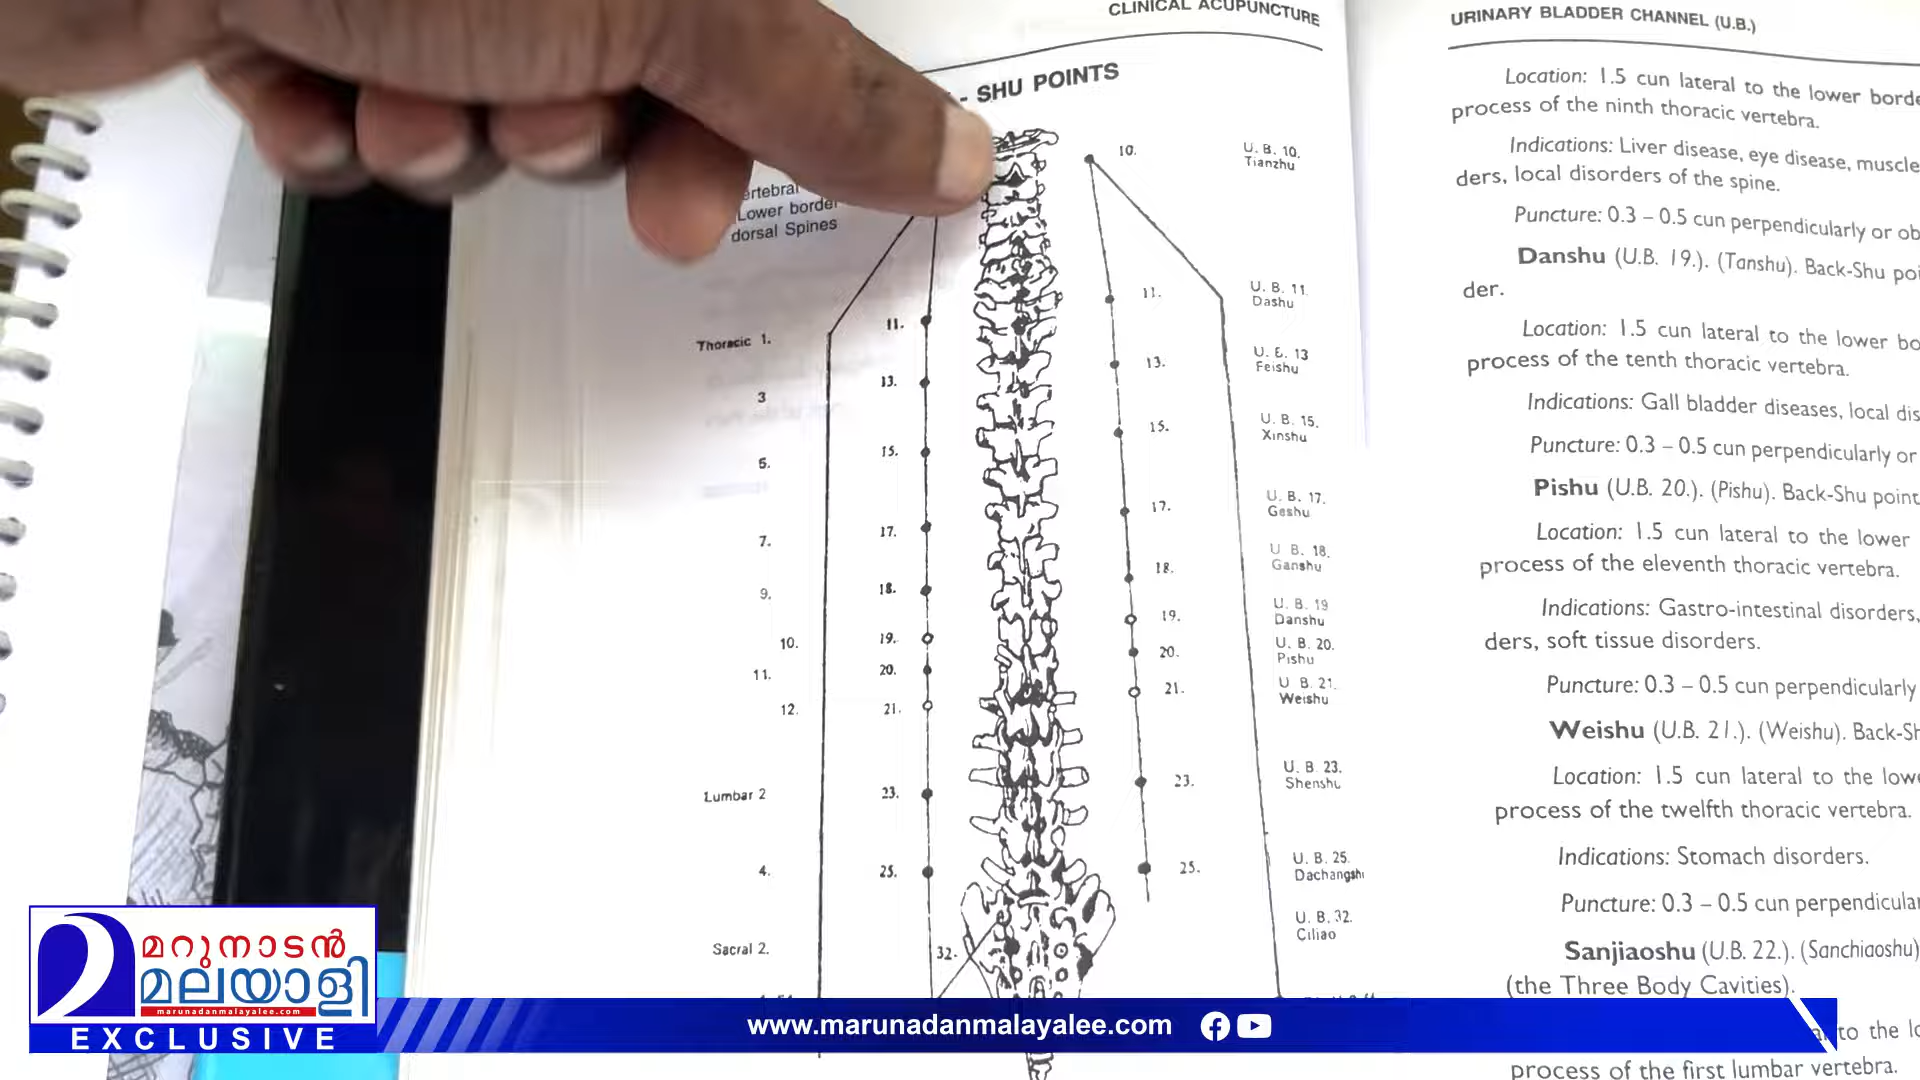 CLINICAL ACUPUNCTURE
- SHU POINTS
Lower border
dorsal Spines
Thoracic 1.
3
5.
7.
9.
10.
11.
12.
Lumbar 2
4.
Sacral 2.
11.
13.
15.
17.
18.
19.
20.
21.
23.
25.
32.
10.
11.
13.
15.
17.
18.
19.
20.
21.
23.
25.
U. B. 10.
Tianzhu
U. B. 11.
Dashu
U. B. 13
Feishu
U. B. 15.
Xinshu
U. B. 17.
Geshu
U B. 18.
Ganshu
U. B. 19
Danshu
U. B. 20.
Pishu
U B. 21.
Weishu
U. B. 23.
Shenshu
U. B. 25.
Dachangshu
U. B. 32.
Ciliao
URINARY BLADDER CHANNEL (U.B.)
Location: 1.5 cun lateral to the lower
process of the ninth thoracic vertebra.
Indications: Liver disease, eye disease, muscle
ders, local disorders of the spine.
Puncture: 0.3 – 0.5 cun perpendicularly or
Danshu (U.B. 19.). (Tanshu). Back-Shu
der.
Location: 1.5 cun lateral to the lower
process of the tenth thoracic vertebra.
Indications: Gall bladder diseases, local
Puncture: 0.3 – 0.5 cun perpendicularly or
Pishu (U.B. 20.). (Pishu). Back-Shu point
Location: 1.5 cun lateral to the lower
process of the eleventh thoracic vertebra.
Indications: Gastro-intestinal disorders,
ders, soft tissue disorders.
Puncture: 0.3 – 0.5 cun perpendicularly
Weishu (U.B. 21.). (Weishu).
Location: 1.5 cun lateral to the
process of the twelfth thoracic vertebra.
Indications: Stomach disorders.
Puncture: 0.3 – 0.5 cun
Sanjiaoshu (U.B. 22.). (Sanchiaoshu)
(the Three Body Cavities).
to the
process of the first lumbar vertebra.
മറുനാടൻ
മലയാളി
marunadanmalayalee.com
EXCLUSIVE
www.marunadanmalayalee.com